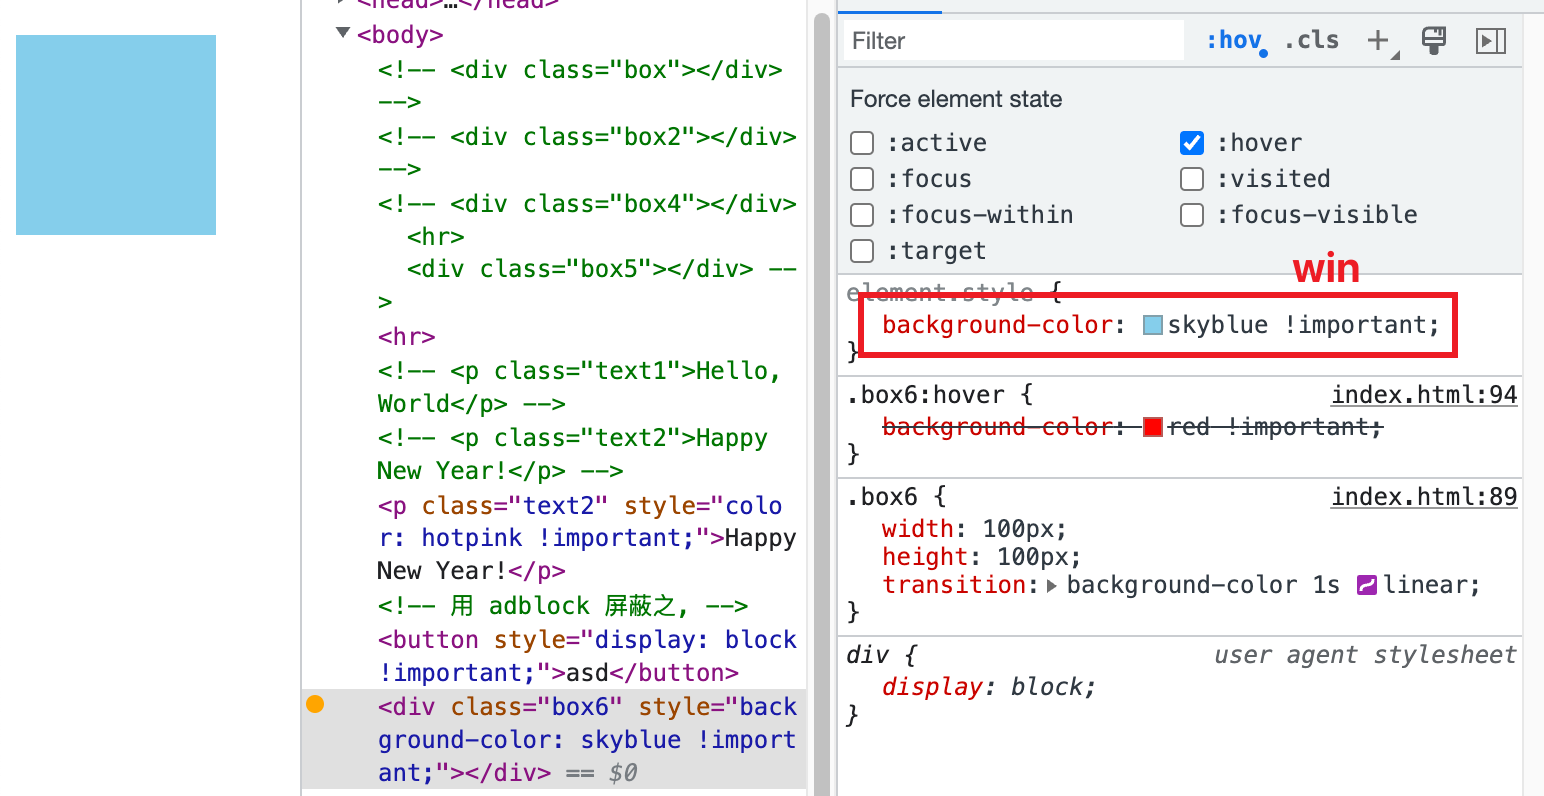 <head>…</head>
<body>
<!-- <div class="box"></div>
-->
<!-- <div class="box2"></div>
-->
<!-- <div class="box4"></div>
<hr>
<div class="box5"></div> --
>
<hr>
<!-- <p class="text1">Hello,
World</p> -->
<!-- <p class="text2">Happy
New Year!</p> -->
<p class="text2" style="colo
r: hotpink !important;">Happy
New Year!</p>
<!-- 用 adblock 屏蔽之, -->
<button style="display: block
!important;">asd</button>
<div class="box6" style="back
ground-color: skyblue !import
ant;"></div> == $0
Filter :hov .cls
Force element state
:active :hover
:focus :visited
:focus-within :focus-visible
:target
win
element.style {
background-color: skyblue !important;
}
.box6:hover { index.html:94
background-color: red !important;
}
.box6 { index.html:89
width: 100px;
height: 100px;
transition: background-color 1s linear;
}
div { user agent stylesheet
display: block;
}